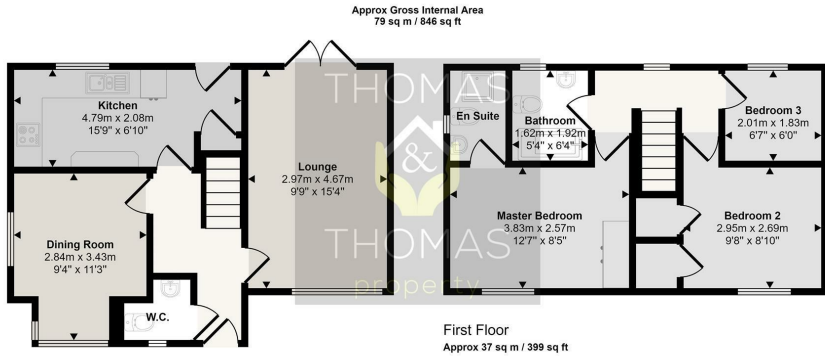 Approx Gross Internal Area
79 sq m / 846 sq ft
Kitchen
4.79m x 2.08m
15'9" x 6'10"
Lounge
2.97m x 4.67m
9'9" x 15'4"
Dining Room
2.84m x 3.43m
9'4" x 11'3"
W.C.
En Suite
Bathroom
1.62m x 1.92m
5'4" x 6'4"
Bedroom 3
2.01m x 1.83m
6'7" x 6'0"
Master Bedroom
3.83m x 2.57m
12'7" x 8'5"
Bedroom 2
2.95m x 2.69m
9'8" x 8'10"
THOMAS
&
THOMAS
property
First Floor
Approx 37 sq m / 399 sq ft